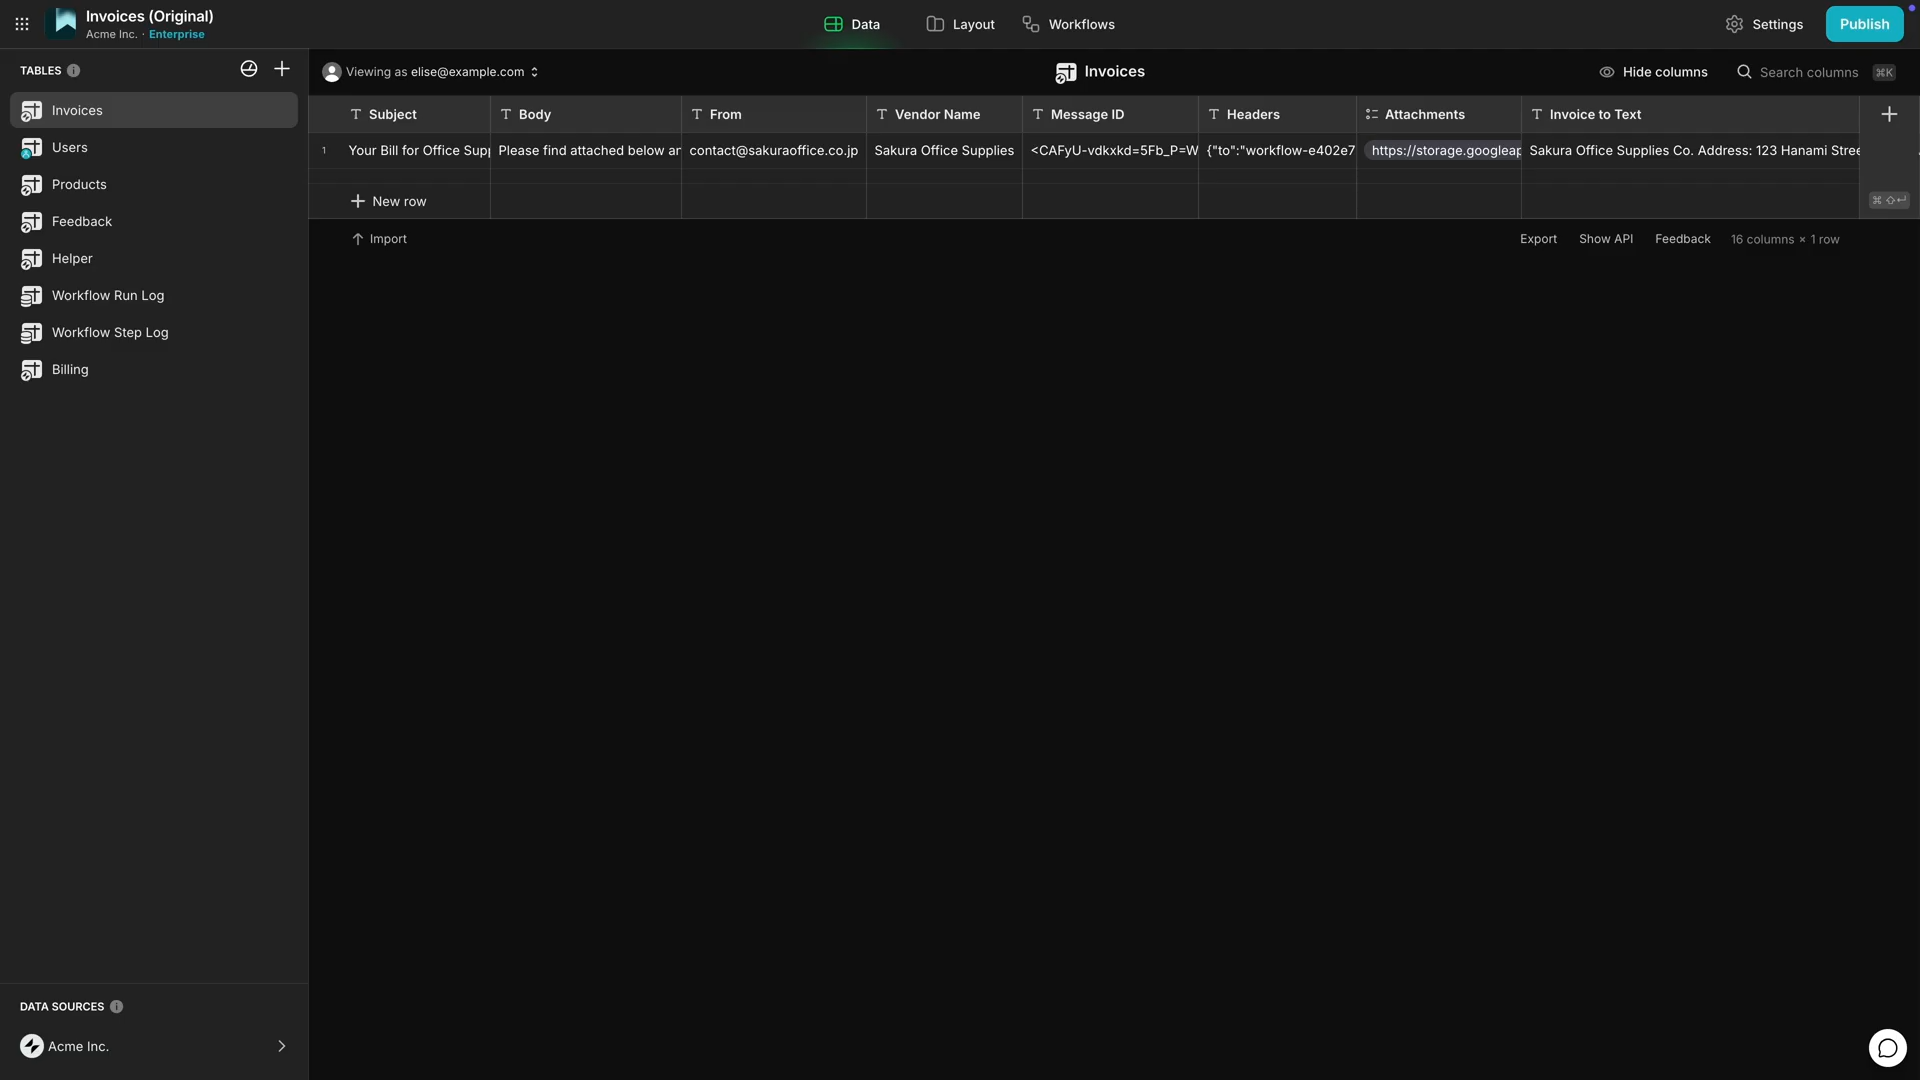 Invoices (Original)
Acme Inc. · Enterprise
Data
Layout
Workflows
Settings
Publish
TABLES
Invoices
Users
Products
Feedback
Helper
Workflow Run Log
Workflow Step Log
Billing
DATA SOURCES
Acme Inc.
Viewing as elise@example.com
Invoices
Hide columns
Search columns ⌘K
Subject Body From Vendor Name Message ID Headers Attachments Invoice to Text
1 Your Bill for Office Supp Please find attached below an contact@sakuraoffice.co.jp Sakura Office Supplies <CAFyU-vdkxkd=5Fb_P=W {"to":"workflow-e402e7 https://storage.googleap Sakura Office Supplies Co. Address: 123 Hanami Stree
New row
⌘ ⇧↵
Import
Export Show API Feedback 16 columns × 1 row